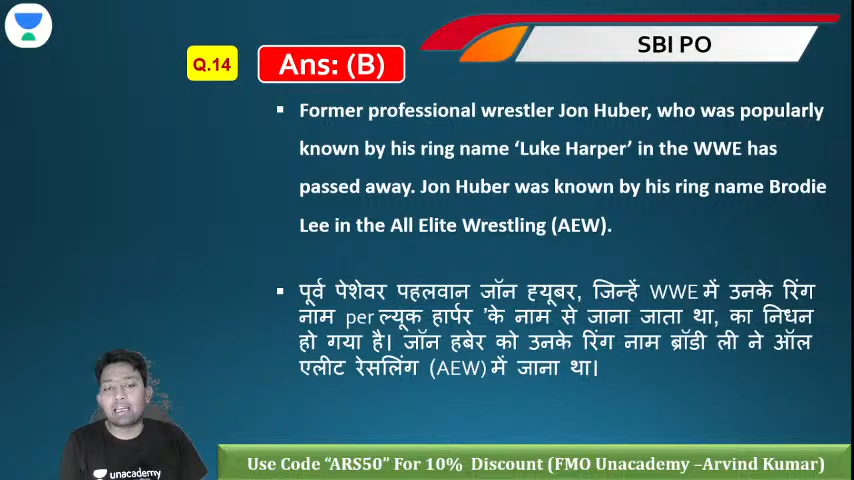 SBI PO
Q.14
Ans: (B)
▪ Former professional wrestler Jon Huber, who was popularly
known by his ring name ‘Luke Harper’ in the WWE has
passed away. Jon Huber was known by his ring name Brodie
Lee in the All Elite Wrestling (AEW).
▪ पूर्व पेशेवर पहलवान जॉन ह्यूबर, जिन्हें WWE में उनके रिंग
नाम per ल्यूक हार्पर ’के नाम से जाना जाता था, का निधन
हो गया है। जॉन हबेर को उनके रिंग नाम ब्रॉडी ली ने ऑल
एलीट रेसलिंग (AEW) में जाना था।
unacademy
Use Code “ARS50” For 10% Discount (FMO Unacademy –Arvind Kumar)